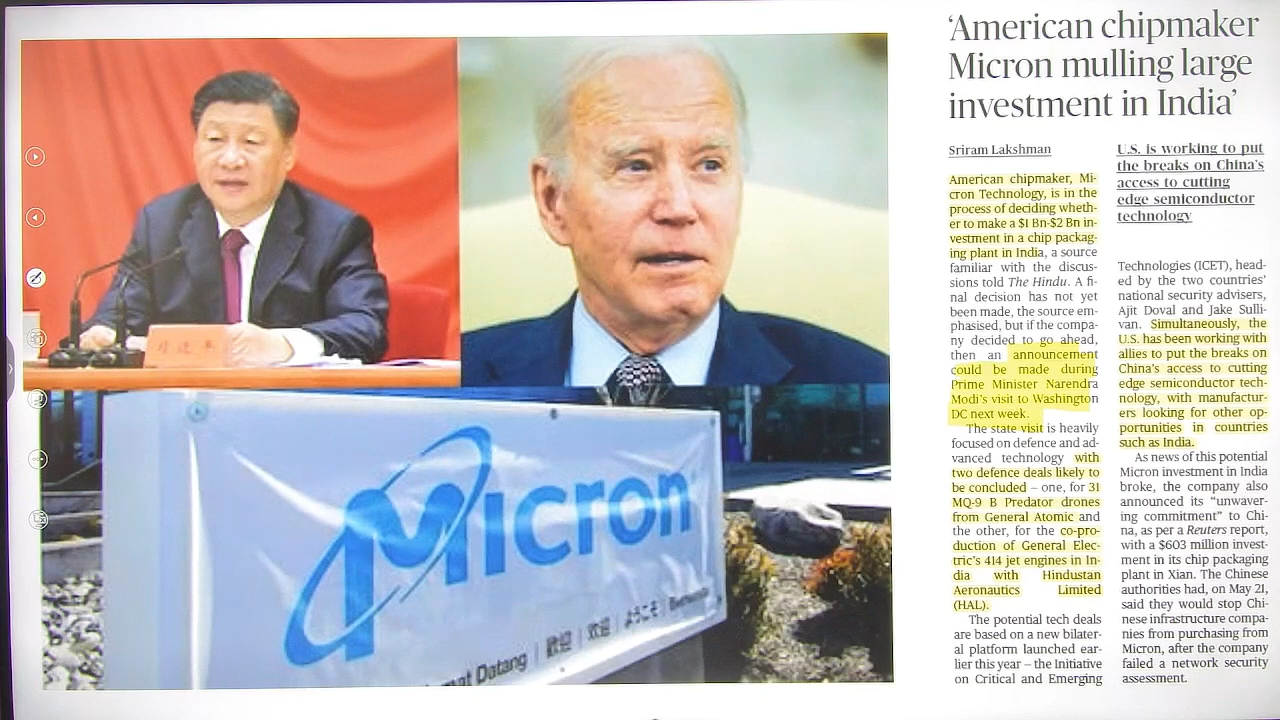 ‘American chipmaker
Micron mulling large
investment in India’
Sriram Lakshman
American chipmaker, Mi-
cron Technology, is in the
process of deciding wheth-
er to make a $1 Bn-$2 Bn in-
vestment in a chip packag-
ing plant in India, a source
familiar with the discus-
sions told The Hindu. A fi-
nal decision has not yet
been made, the source em-
phasised, but if the compa-
ny decided to go ahead,
then an announcement
could be made during
Prime Minister Narendra
Modi’s visit to Washington
DC next week.
The state visit is heavily
focused on defence and ad-
vanced technology with
two defence deals likely to
be concluded – one, for 31
MQ-9 B Predator drones
from General Atomic and
the other, for the co-pro-
duction of General Elec-
tric’s 414 jet engines in In-
dia with Hindustan
Aeronautics Limited
(HAL).
The potential tech deals
are based on a new bilater-
al platform launched ear-
lier this year – the Initiative
on Critical and Emerging
U.S. is working to put
the breaks on China’s
access to cutting
edge semiconductor
technology
Technologies (ICET), head-
ed by the two countries’
national security advisers,
Ajit Doval and Jake Sulli-
van. Simultaneously, the
U.S. has been working with
allies to put the breaks on
China’s access to cutting
edge semiconductor tech-
nology, with manufactur-
ers looking for other op-
portunities in countries
such as India.
As news of this potential
Micron investment in India
broke, the company also
announced its “unwaver-
ing commitment” to Chi-
na, as per a Reuters report,
with a $603 million invest-
ment in its chip packaging
plant in Xian. The Chinese
authorities had, on May 21,
said they would stop Chi-
nese infrastructure compa-
nies from purchasing from
Micron, after the company
failed a network security
assessment.
Micron
Datang | 歡迎 | 欢迎 | ようこそ |